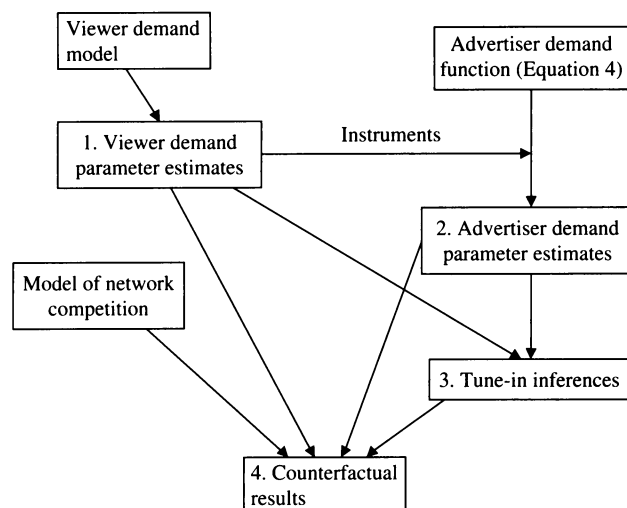 Viewer demand
model
Advertiser demand
function (Equation 4)
1. Viewer demand
parameter estimates
Instruments
2. Advertiser demand
parameter estimates
Model of network
competition
3. Tune-in inferences
4. Counterfactual
results